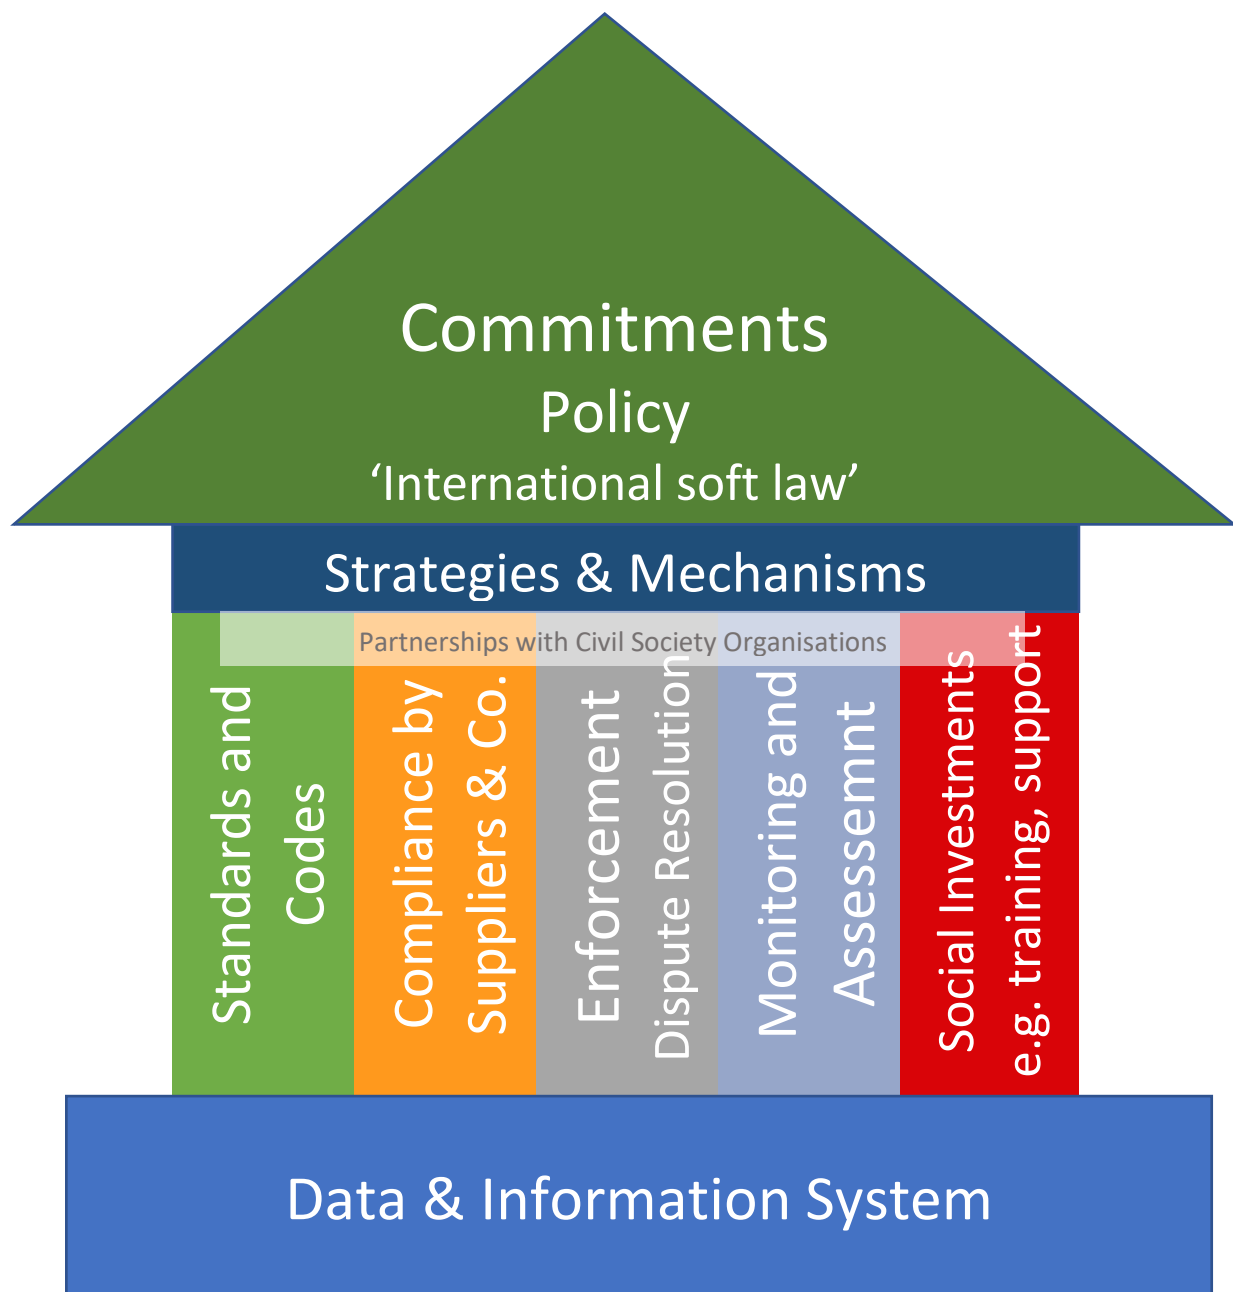 Commitments
Policy
‘International soft law’
Strategies & Mechanisms
Partnerships with Civil Society Organisations
Standards and
Codes
Compliance by
Suppliers & Co.
Enforcement
Dispute Resolution
Monitoring and
Assessemnt
Social Investments
e.g. training, support
Data & Information System